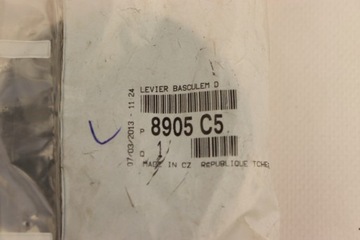 LEVIER BASCULEM D
07/03/2013 - 11:24
P 8905 C5
Q 1
MADE IN CZ REPUBLIQUE TCHE